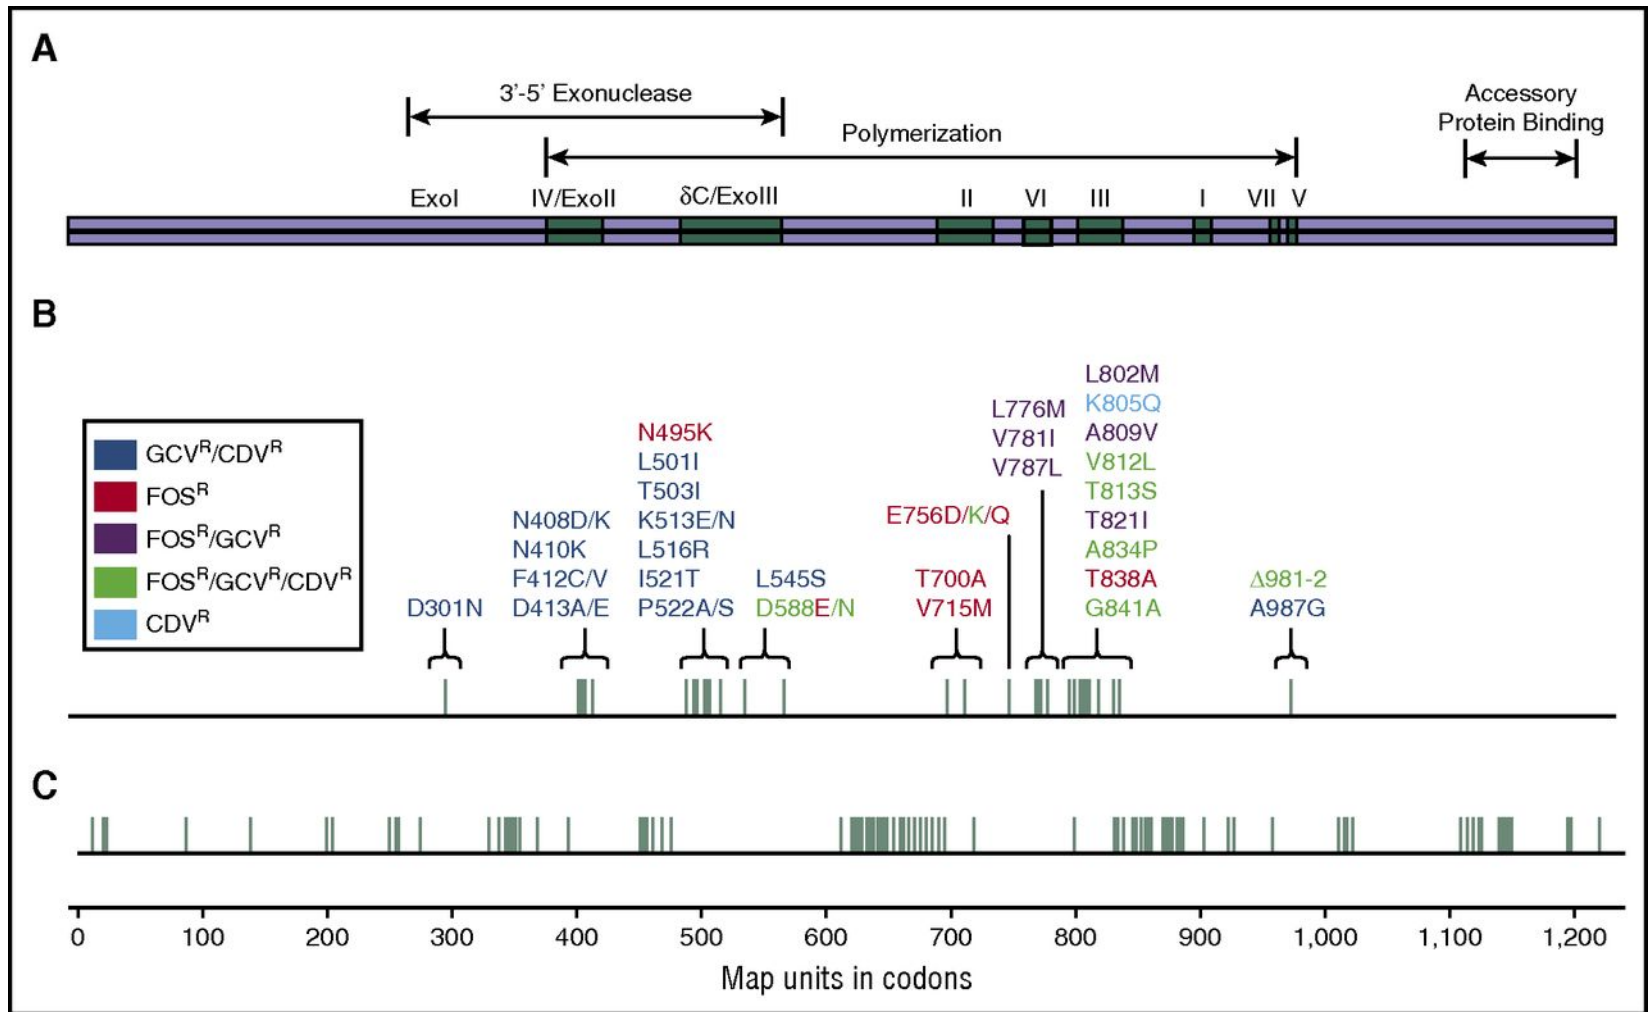 A
3'-5' Exonuclease
Polymerization
Accessory
Protein Binding
ExoI
IV/ExoII
δC/ExoIII
II
VI
III
I
VII
V
B
GCVᴿ/CDVᴿ
FOSᴿ
FOSᴿ/GCVᴿ
FOSᴿ/GCVᴿ/CDVᴿ
CDVᴿ
D301N
N408D/K
N410K
F412C/V
D413A/E
N495K
L501I
T503I
K513E/N
L516R
I521T
P522A/S
L545S
D588E/N
E756D/K/Q
T700A
V715M
L776M
V781I
V787L
L802M
K805Q
A809V
V812L
T813S
T821I
A834P
T838A
G841A
Δ981-2
A987G
C
0 100 200 300 400 500 600 700 800 900 1,000 1,100 1,200
Map units in codons